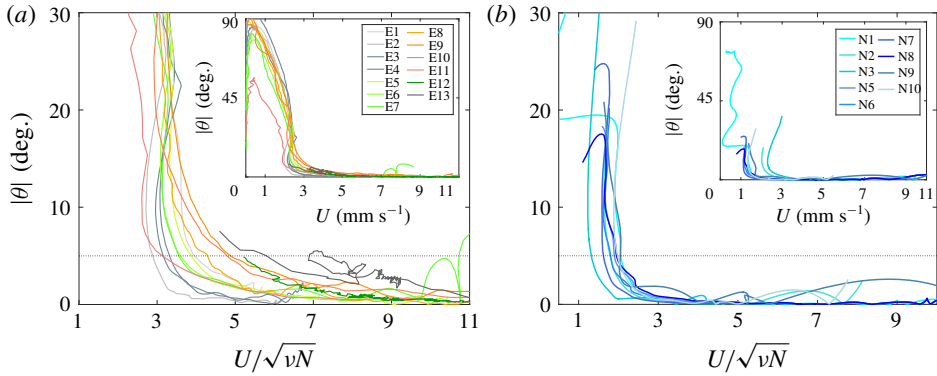 (a)
30
20
10
0
|θ| (deg.)
1 3 5 7 9 11
U/√νN
90
45
0
|θ| (deg.)
1 3 5 7 9 11
U (mm s⁻¹)
E1 E8
E2 E9
E3 E10
E4 E11
E5 E12
E6 E13
E7
(b)
30
20
10
0
1 3 5 7 9
U/√νN
90
45
0
|θ| (deg.)
1 3 5 7 9 11
U (mm s⁻¹)
N1 N7
N2 N8
N3 N9
N5 N10
N6